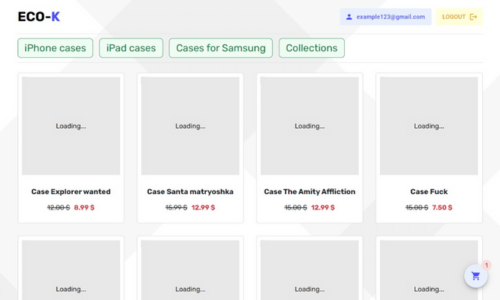 ECO-K
example123@gmail.com
LOGOUT
iPhone cases
iPad cases
Cases for Samsung
Collections
Loading...
Loading...
Loading...
Loading...
Case Explorer wanted
Case Santa matryoshka
Case The Amity Affliction
Case Fuck
12.00 $ 8.99 $
15.99 $ 12.99 $
15.00 $ 12.99 $
15.00 $ 7.50 $
Loading...
Loading...
Loading...
Loading...
1